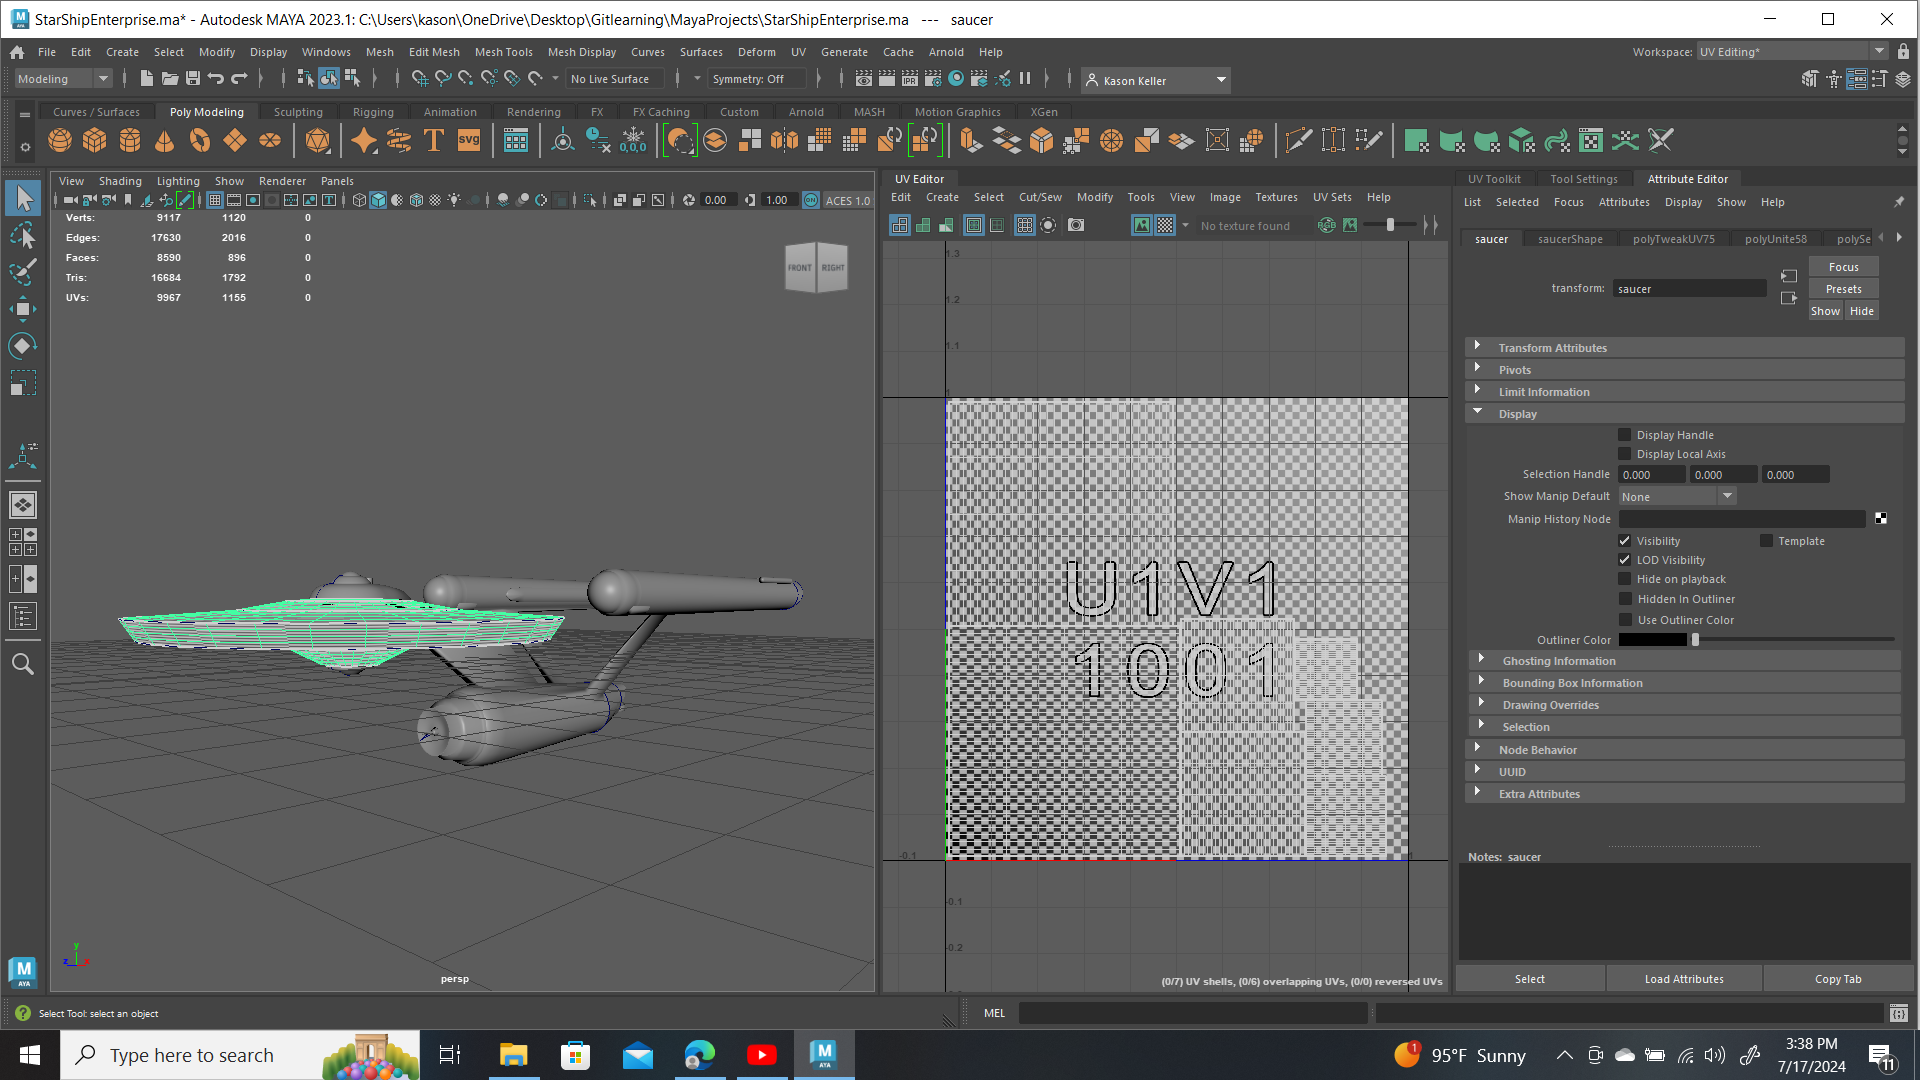 StarShipEnterprise.ma* - Autodesk MAYA 2023.1: C:\Users\kason\OneDrive\Desktop\Gitlearning\MayaProjects\StarShipEnterprise.ma --- saucer
File Edit Create Select Modify Display Windows Mesh Edit Mesh Mesh Tools Mesh Display Curves Surfaces Deform UV Generate Cache Arnold Help Workspace: UV Editing*
Modeling No Live Surface Symmetry: Off IPR Kason Keller
Curves / Surfaces Poly Modeling Sculpting Rigging Animation Rendering FX FX Caching Custom Arnold MASH Motion Graphics XGen
T SVG 0,0,0
View Shading Lighting Show Renderer Panels
0.00 1.00 ACES 1.0
Verts: 9117 1120 0
Edges: 17630 2016 0
Faces: 8590 896 0
Tris: 16684 1792 0
UVs: 9967 1155 0
FRONT RIGHT
y
z x
persp
UV Editor
Edit Create Select Cut/Sew Modify Tools View Image Textures UV Sets Help
No texture found RGB
1.3
1.2
1.1
1
U1V1
1001
-0.1 1
-0.1
-0.2
(0/7) UV shells, (0/6) overlapping UVs, (0/0) reversed UVs
UV Toolkit Tool Settings Attribute Editor
List Selected Focus Attributes Display Show Help
saucer saucerShape polyTweakUV75 polyUnite58 polySe
Focus
transform: saucer Presets
Show Hide
Transform Attributes
Pivots
Limit Information
Display
Display Handle
Display Local Axis
Selection Handle 0.000 0.000 0.000
Show Manip Default None
Manip History Node
Visibility Template
LOD Visibility
Hide on playback
Hidden In Outliner
Use Outliner Color
Outliner Color
Ghosting Information
Bounding Box Information
Drawing Overrides
Selection
Node Behavior
UUID
Extra Attributes
Notes: saucer
Select Load Attributes Copy Tab
M
AYA
Select Tool: select an object MEL
Type here to search
M
AYA
1 95°F Sunny
3:38 PM
7/17/2024
11